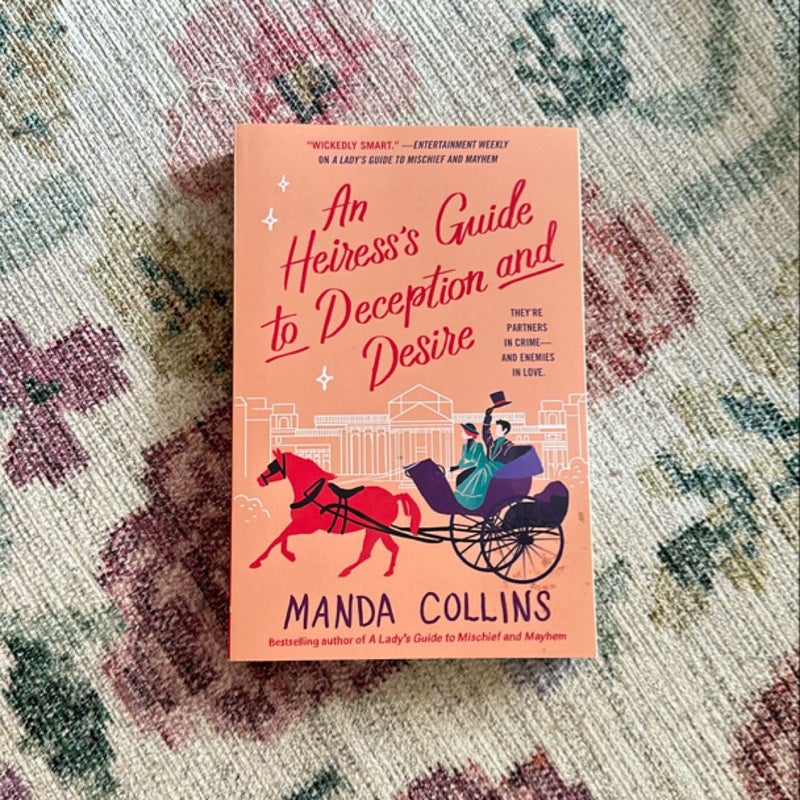 "WICKEDLY SMART." —ENTERTAINMENT WEEKLY
ON A LADY'S GUIDE TO MISCHIEF AND MAYHEM
An
Heiress's Guide
to Deception and
Desire
THEY'RE
PARTNERS
IN CRIME—
AND ENEMIES
IN LOVE.
MANDA COLLINS
Bestselling author of A Lady's Guide to Mischief and Mayhem